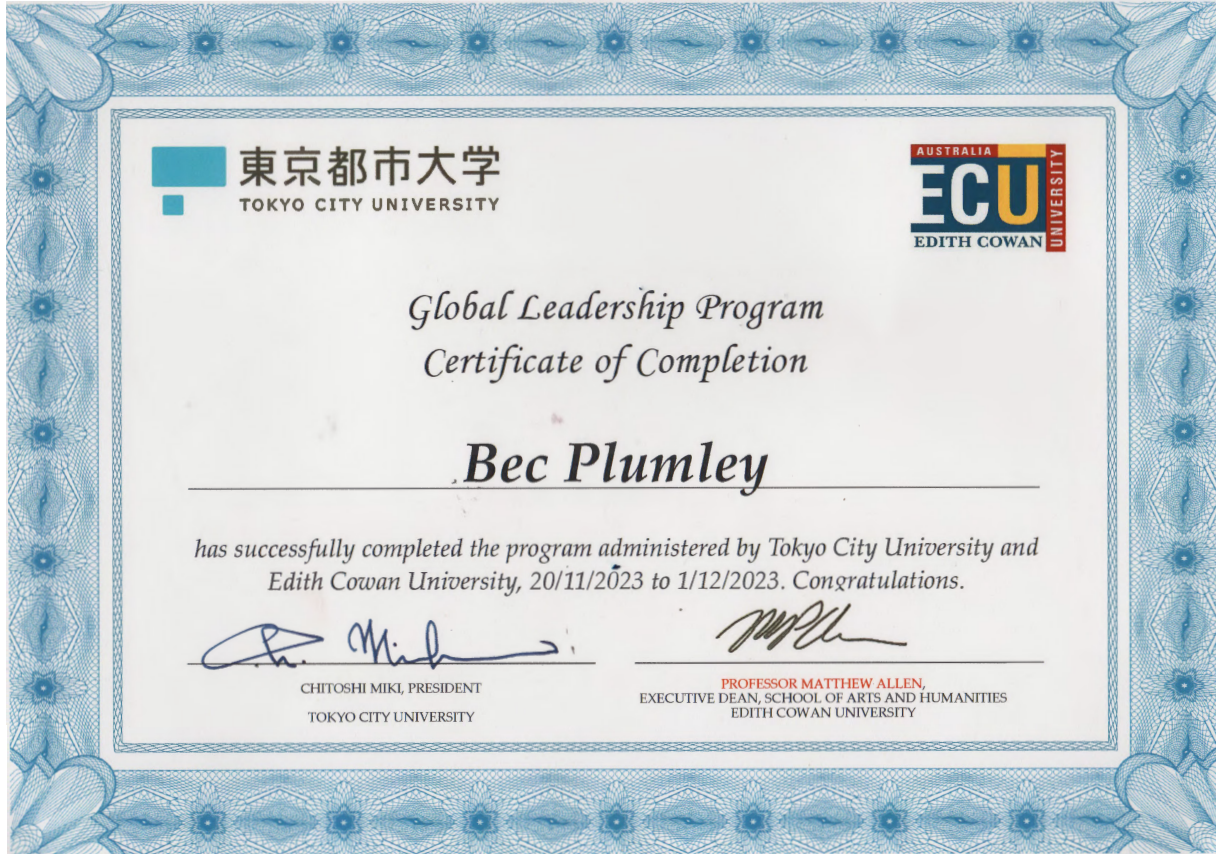 東京都市大学
TOKYO CITY UNIVERSITY
AUSTRALIA
ECU
EDITH COWAN
UNIVERSITY
Global Leadership Program
Certificate of Completion
Bec Plumley
has successfully completed the program administered by Tokyo City University and
Edith Cowan University, 20/11/2023 to 1/12/2023. Congratulations.
CHITOSHI MIKI, PRESIDENT
TOKYO CITY UNIVERSITY
PROFESSOR MATTHEW ALLEN,
EXECUTIVE DEAN, SCHOOL OF ARTS AND HUMANITIES
EDITH COWAN UNIVERSITY